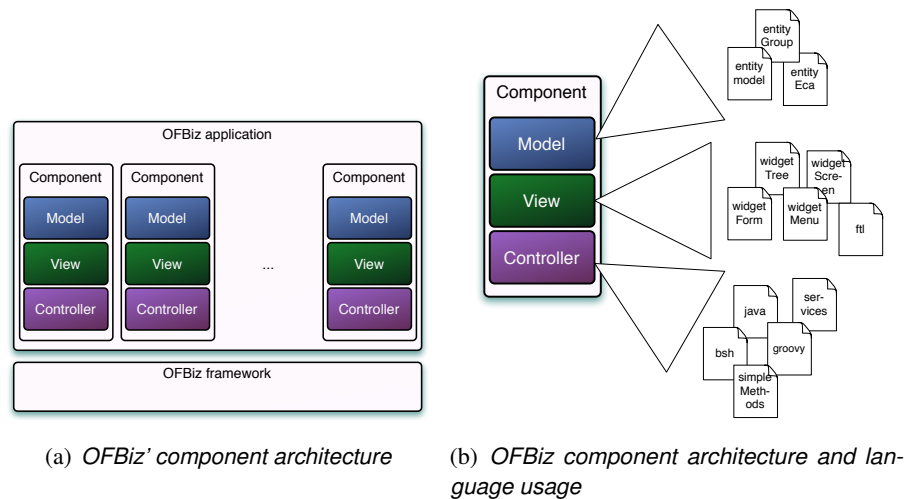 OFBiz application
Component
Component
Component
Model
Model
Model
View
View
...
View
Controller
Controller
Controller
OFBiz framework
(a) OFBiz' component architecture
Component
Model
View
Controller
entity
Group
entity
model
entity
Eca
widget
Tree
widget
Scre-
en
widget
Form
widget
Menu
ftl
java
ser-
vices
bsh
groovy
simple
Meth-
ods
(b) OFBiz component architecture and lan-
guage usage